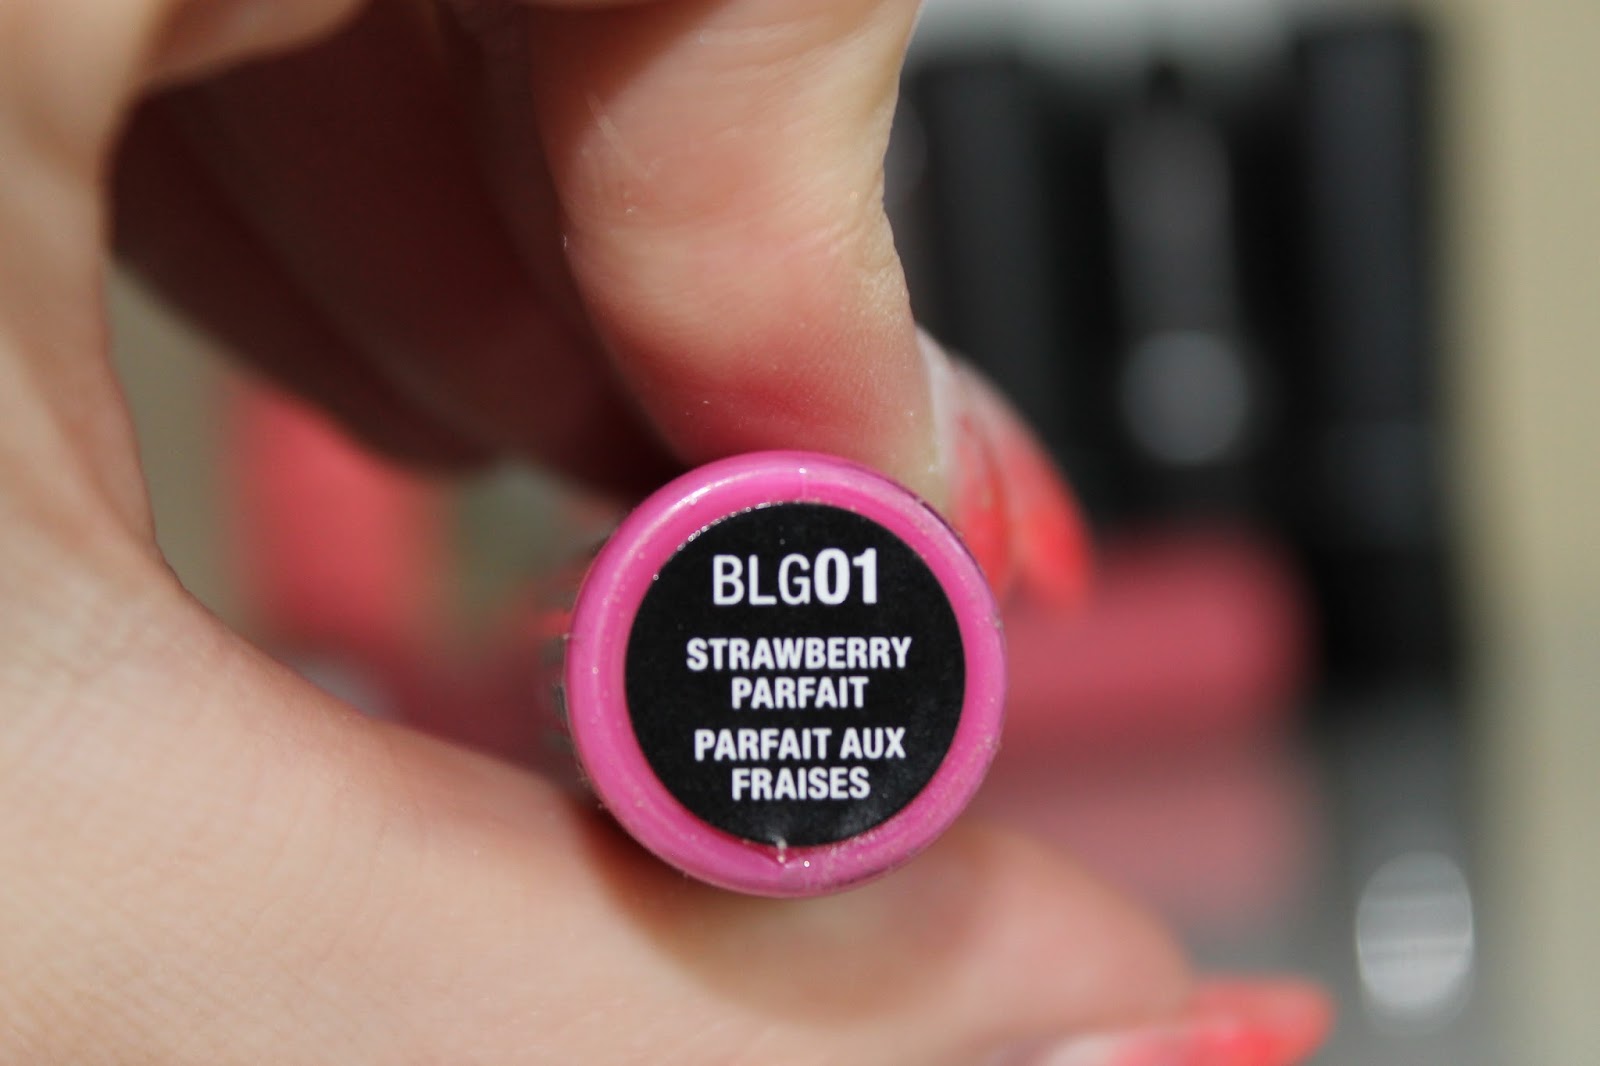 BLG01
STRAWBERRY
PARFAIT
PARFAIT AUX
FRAISES